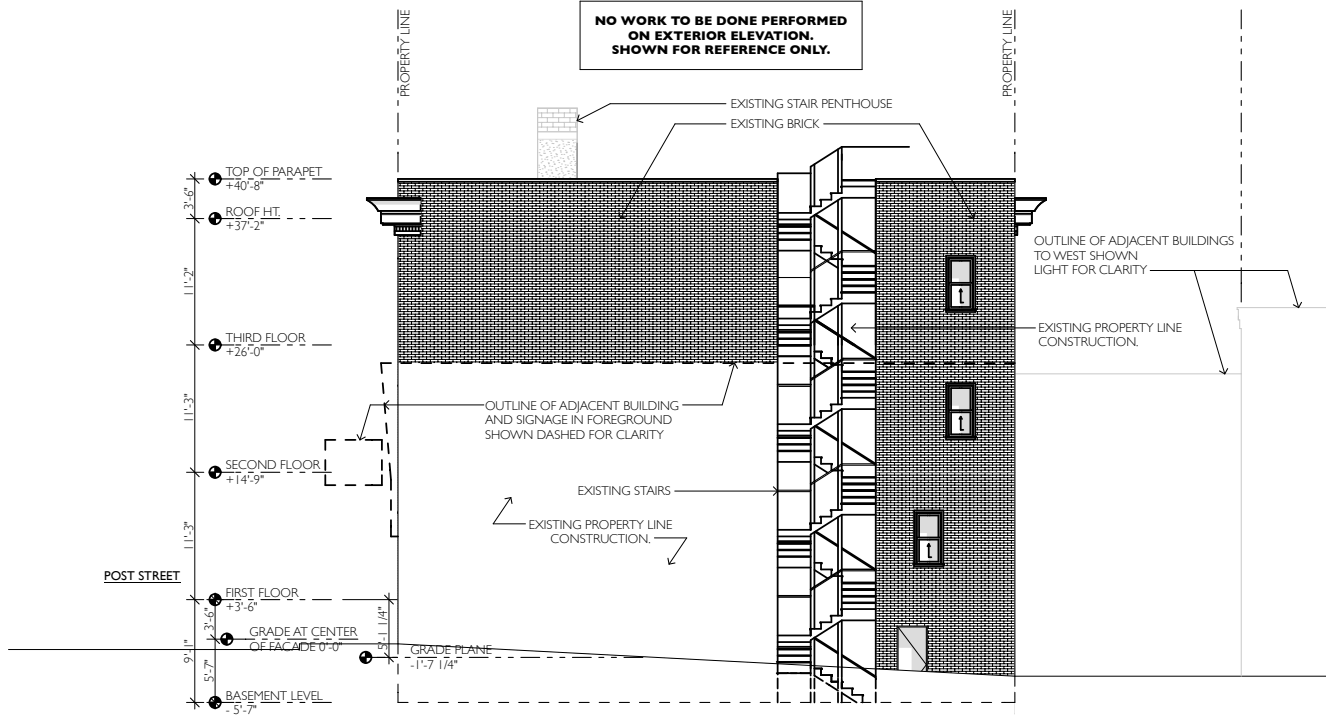 NO WORK TO BE DONE PERFORMED
ON EXTERIOR ELEVATION.
SHOWN FOR REFERENCE ONLY.
PROPERTY LINE
PROPERTY LINE
EXISTING STAIR PENTHOUSE
EXISTING BRICK
TOP OF PARAPET
+40'-8"
3'-6"
ROOF HT.
+37'-2"
11'-2"
OUTLINE OF ADJACENT BUILDINGS
TO WEST SHOWN
LIGHT FOR CLARITY
THIRD FLOOR
+26'-0"
EXISTING PROPERTY LINE
CONSTRUCTION.
11'-3"
OUTLINE OF ADJACENT BUILDING
AND SIGNAGE IN FOREGROUND
SHOWN DASHED FOR CLARITY
SECOND FLOOR
+14'-9"
EXISTING STAIRS
11'-3"
EXISTING PROPERTY LINE
CONSTRUCTION.
POST STREET
FIRST FLOOR
+3'-6"
3'-6"
5'-1 1/4"
GRADE AT CENTER
OF FACADE 0'-0"
9'-1"
5'-7"
GRADE PLANE
-1'-7 1/4"
BASEMENT LEVEL
- 5'-7"